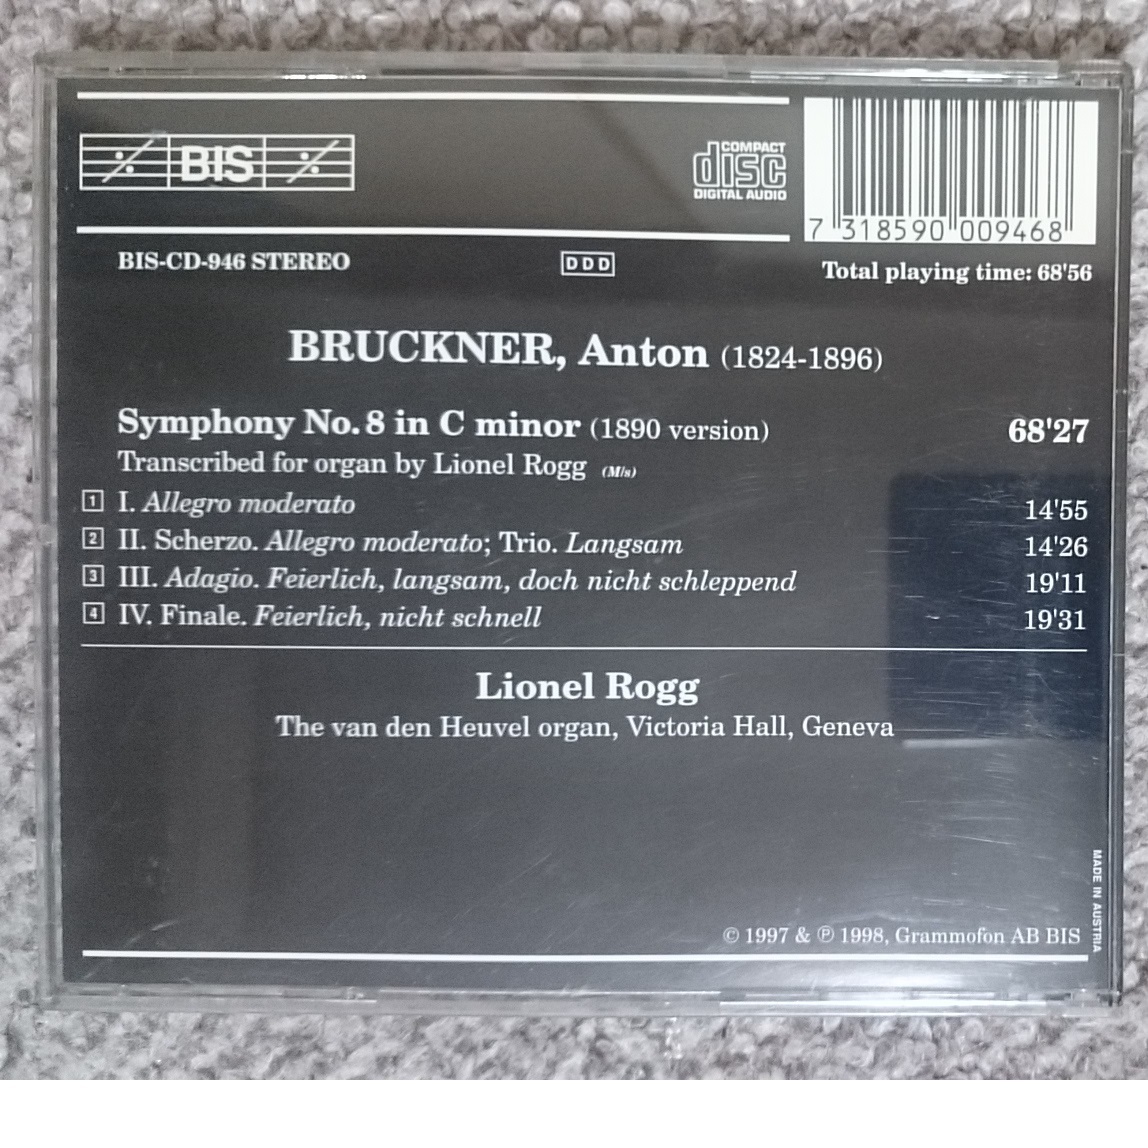 BIS
COMPACT
disc
DIGITAL AUDIO
7 318590 009468
BIS-CD-946 STEREO
DDD
Total playing time: 68'56
BRUCKNER, Anton (1824-1896)
Symphony No. 8 in C minor (1890 version) 68'27
Transcribed for organ by Lionel Rogg (M/s)
1 I. Allegro moderato 14'55
2 II. Scherzo. Allegro moderato; Trio. Langsam 14'26
3 III. Adagio. Feierlich, langsam, doch nicht schleppend 19'11
4 IV. Finale. Feierlich, nicht schnell 19'31
Lionel Rogg
The van den Heuvel organ, Victoria Hall, Geneva
MADE IN AUSTRIA
© 1997 & ℗ 1998, Grammofon AB BIS